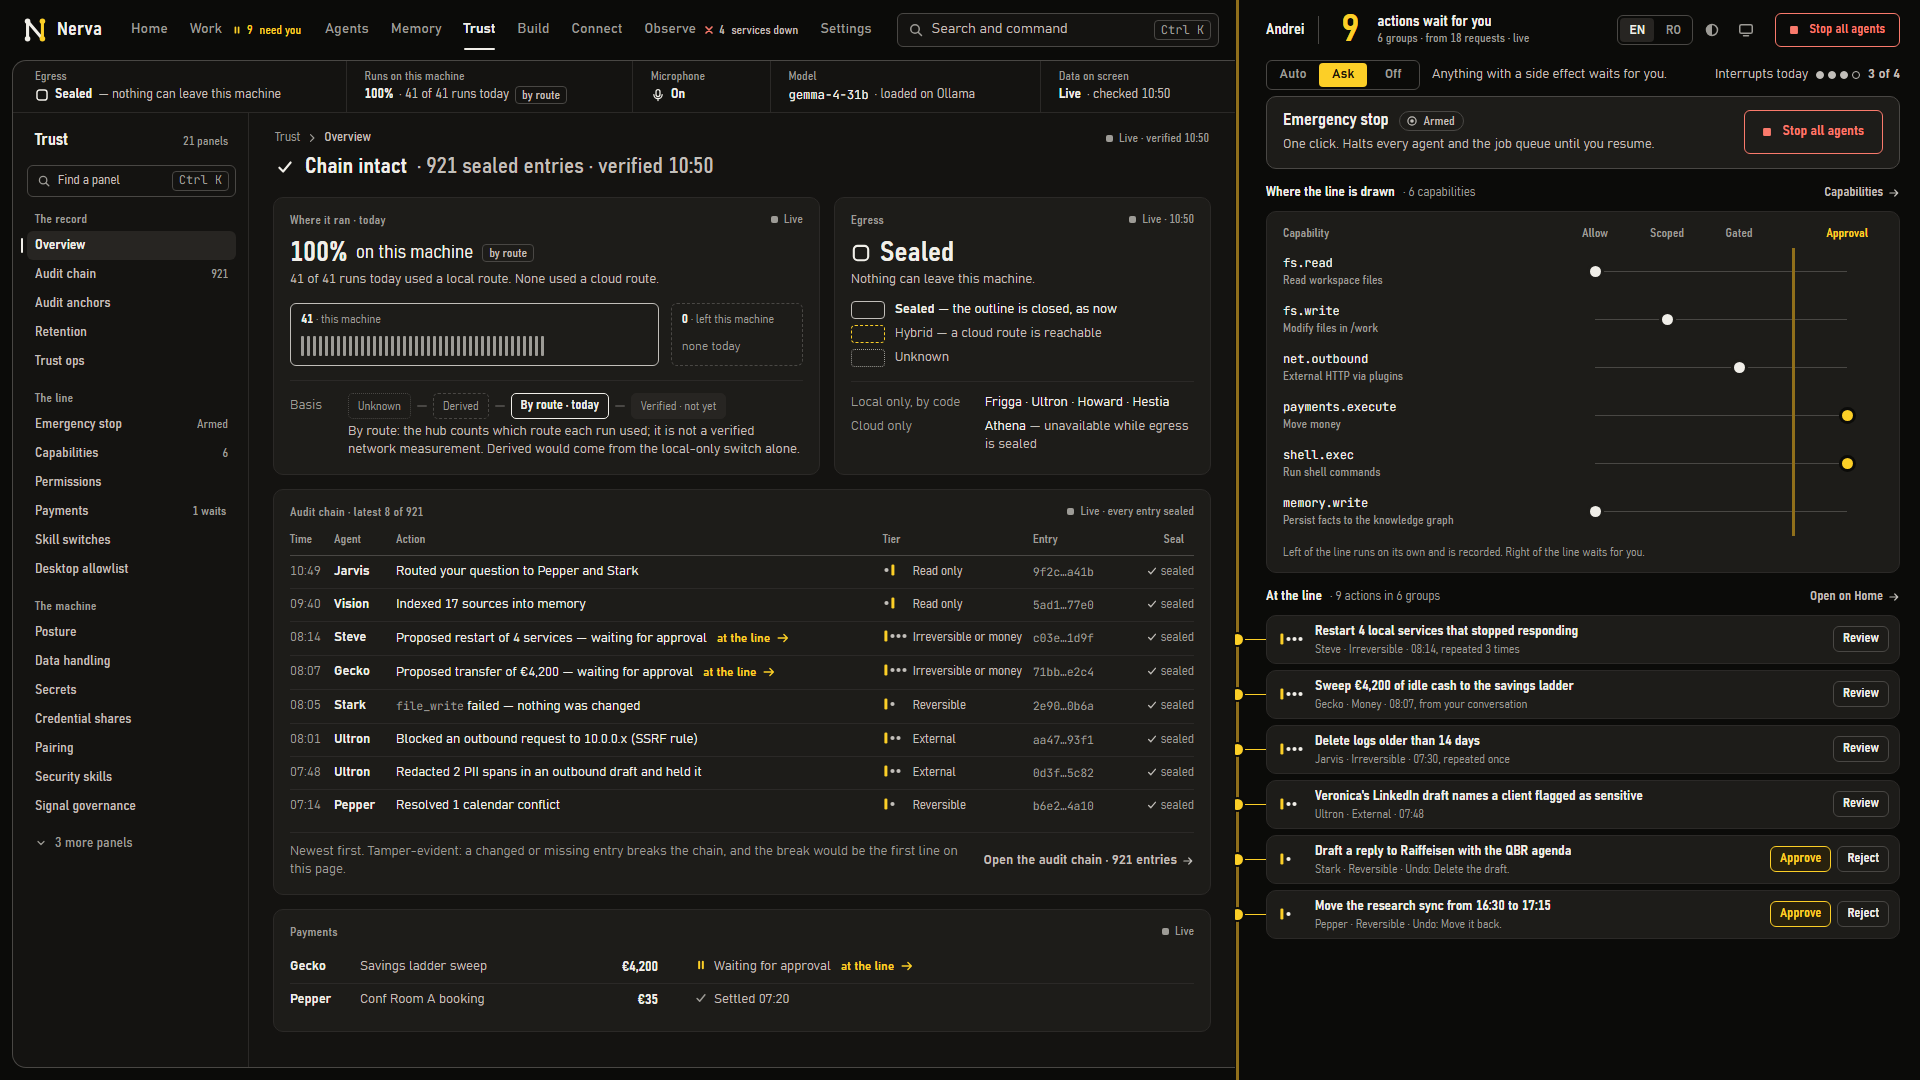 Nerva
Home
Work
9 need you
Agents
Memory
Trust
Build
Connect
Observe
4 services down
Settings
Search and command
Ctrl K
Andrei
9
actions wait for you
6 groups · from 18 requests · live
EN
RO
Stop all agents
Egress
Sealed — nothing can leave this machine
Runs on this machine
100% · 41 of 41 runs today by route
Microphone
On
Model
gemma-4-31b · loaded on Ollama
Data on screen
Live · checked 10:50
Auto
Ask
Off
Anything with a side effect waits for you.
Interrupts today
3 of 4
Trust
21 panels
Find a panel
Ctrl K
The record
Overview
Audit chain
921
Audit anchors
Retention
Trust ops
The line
Emergency stop
Armed
Capabilities
6
Permissions
Payments
1 waits
Skill switches
Desktop allowlist
The machine
Posture
Data handling
Secrets
Credential shares
Pairing
Security skills
Signal governance
3 more panels
Trust > Overview
Live · verified 10:50
Chain intact · 921 sealed entries · verified 10:50
Where it ran · today
Live
100% on this machine by route
41 of 41 runs today used a local route. None used a cloud route.
41 · this machine
0 · left this machine
none today
Basis
Unknown
Derived
By route · today
Verified · not yet
By route: the hub counts which route each run used; it is not a verified
network measurement. Derived would come from the local-only switch alone.
Egress
Live · 10:50
Sealed
Nothing can leave this machine.
Sealed — the outline is closed, as now
Hybrid — a cloud route is reachable
Unknown
Local only, by code
Frigga · Ultron · Howard · Hestia
Cloud only
Athena — unavailable while egress
is sealed
Audit chain · latest 8 of 921
Live · every entry sealed
Time Agent Action Tier Entry Seal
10:49 Jarvis Routed your question to Pepper and Stark Read only 9f2c…a41b sealed
09:40 Vision Indexed 17 sources into memory Read only 5ad1…77e0 sealed
08:14 Steve Proposed restart of 4 services — waiting for approval at the line → Irreversible or money c03e…1d9f sealed
08:07 Gecko Proposed transfer of €4,200 — waiting for approval at the line → Irreversible or money 71bb…e2c4 sealed
08:05 Stark file_write failed — nothing was changed Reversible 2e90…0b6a sealed
08:01 Ultron Blocked an outbound request to 10.0.0.x (SSRF rule) External aa47…93f1 sealed
07:48 Ultron Redacted 2 PII spans in an outbound draft and held it External 0d3f…5c82 sealed
07:14 Pepper Resolved 1 calendar conflict Reversible b6e2…4a10 sealed
Newest first. Tamper-evident: a changed or missing entry breaks the chain, and the break would be the first line on
this page.
Open the audit chain · 921 entries →
Payments
Live
Gecko Savings ladder sweep €4,200 Waiting for approval at the line →
Pepper Conf Room A booking €35 Settled 07:20
Emergency stop
Armed
One click. Halts every agent and the job queue until you resume.
Stop all agents
Where the line is drawn · 6 capabilities
Capabilities →
Capability Allow Scoped Gated Approval
fs.read
Read workspace files
fs.write
Modify files in /work
net.outbound
External HTTP via plugins
payments.execute
Move money
shell.exec
Run shell commands
memory.write
Persist facts to the knowledge graph
Left of the line runs on its own and is recorded. Right of the line waits for you.
At the line · 9 actions in 6 groups
Open on Home →
Restart 4 local services that stopped responding
Steve · Irreversible · 08:14, repeated 3 times
Review
Sweep €4,200 of idle cash to the savings ladder
Gecko · Money · 08:07, from your conversation
Review
Delete logs older than 14 days
Jarvis · Irreversible · 07:30, repeated once
Review
Veronica's LinkedIn draft names a client flagged as sensitive
Ultron · External · 07:48
Review
Draft a reply to Raiffeisen with the QBR agenda
Stark · Reversible · Undo: Delete the draft.
Approve
Reject
Move the research sync from 16:30 to 17:15
Pepper · Reversible · Undo: Move it back.
Approve
Reject